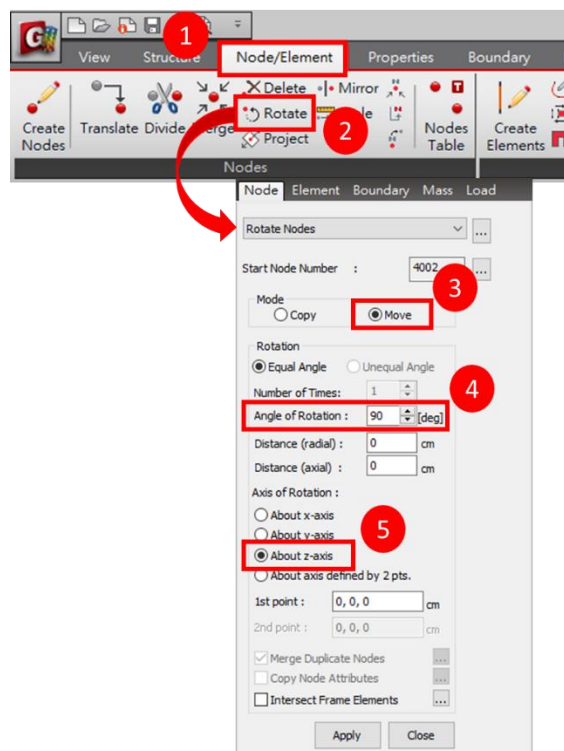 G
1
View Structure Node/Element Properties Boundary
Delete Mirror
Rotate 2
Project
Create Nodes
Translate Divide Merge
Nodes Table
Create Elements
Nodes
Node Element Boundary Mass Load
Rotate Nodes ...
Start Node Number : 4002 ...
3
Mode
Copy Move
Rotation
Equal Angle Unequal Angle
Number of Times: 1
4
Angle of Rotation : 90 [deg]
Distance (radial) : 0 cm
Distance (axial) : 0 cm
Axis of Rotation :
About x-axis
About y-axis
5
About z-axis
About axis defined by 2 pts.
1st point : 0, 0, 0 cm
2nd point : 0, 0, 0 cm
Merge Duplicate Nodes ...
Copy Node Attributes ...
Intersect Frame Elements ...
Apply Close